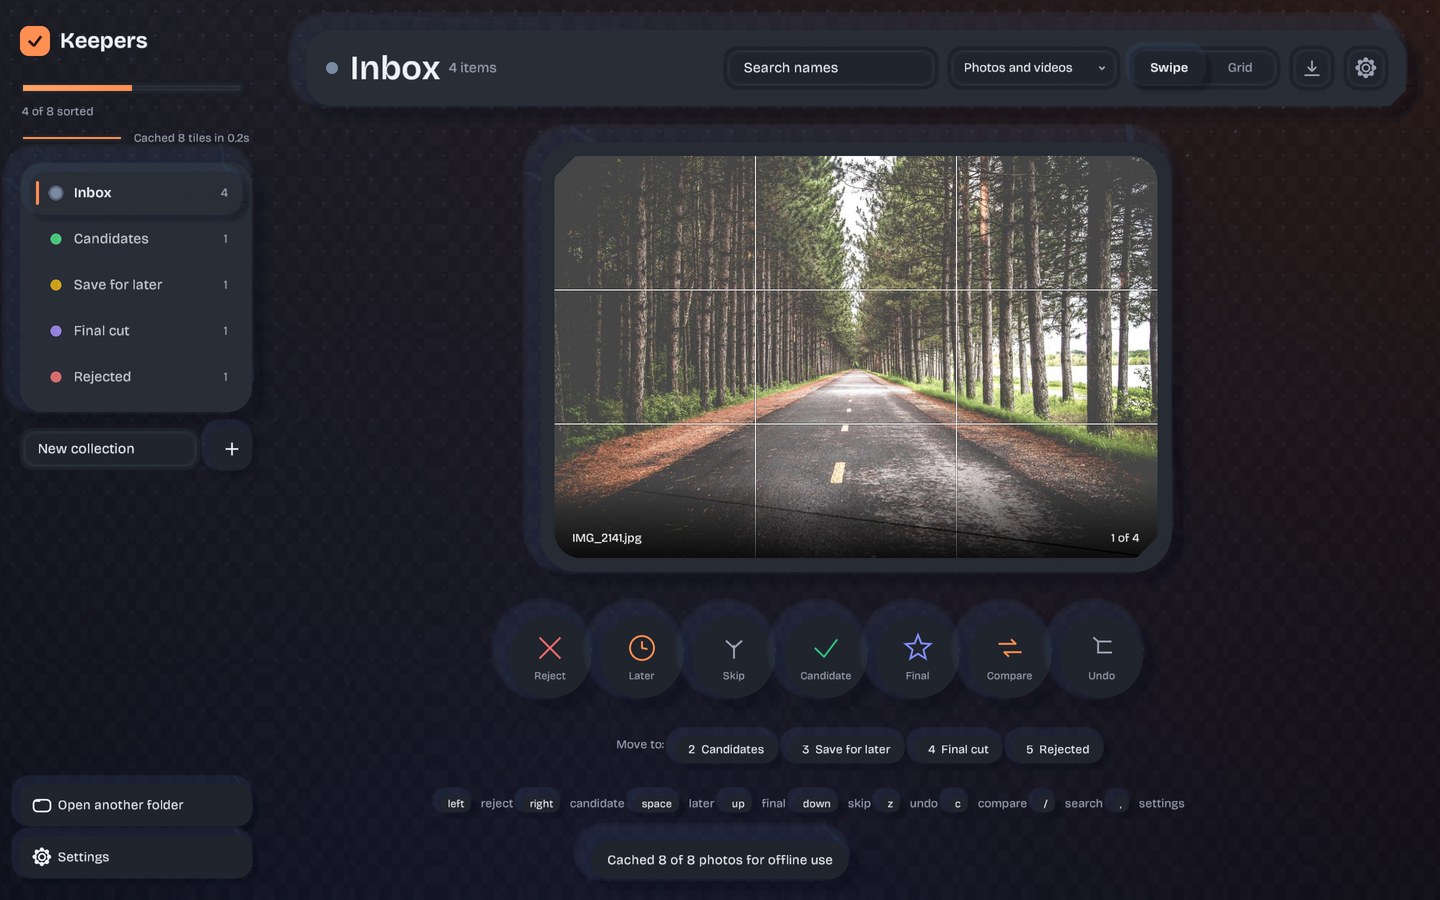 Keepers
4 of 8 sorted
Cached 8 tiles in 0.2s
Inbox 4
Candidates 1
Save for later 1
Final cut 1
Rejected 1
New collection
Open another folder
Settings
Inbox 4 items
Search names
Photos and videos
Swipe Grid
IMG_2141.jpg 1 of 4
Reject Later Skip Candidate Final Compare Undo
Move to: 2 Candidates 3 Save for later 4 Final cut 5 Rejected
left reject right candidate space later up final down skip z undo c compare / search , settings
Cached 8 of 8 photos for offline use